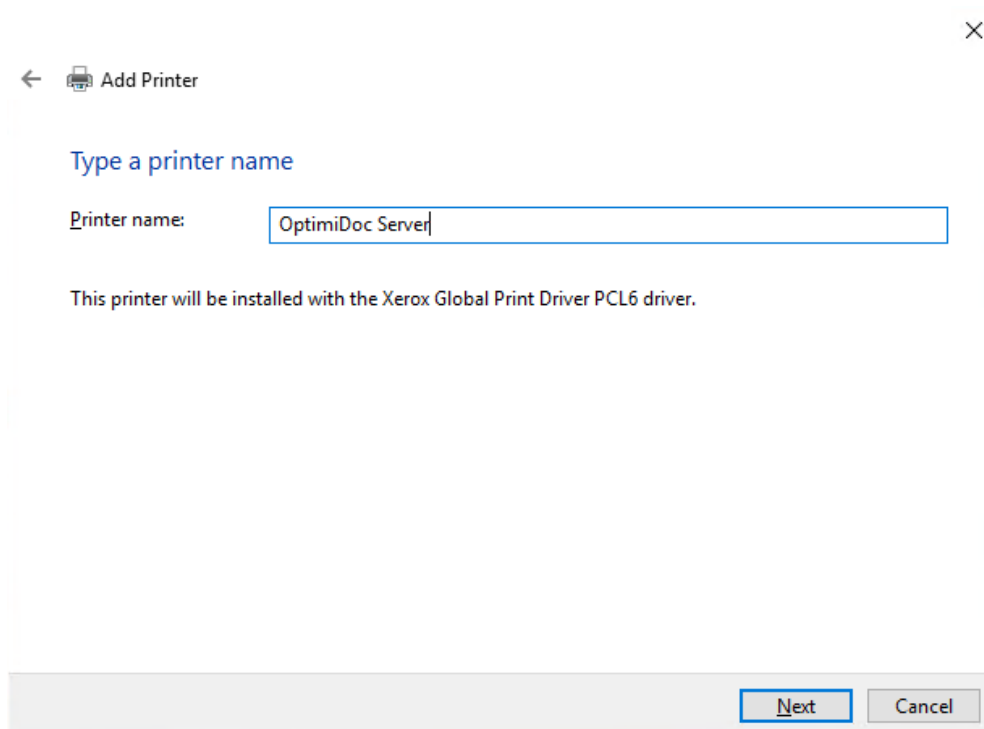 Add Printer
Type a printer name
Printer name: OptimiDoc Server
This printer will be installed with the Xerox Global Print Driver PCL6 driver.
Next Cancel